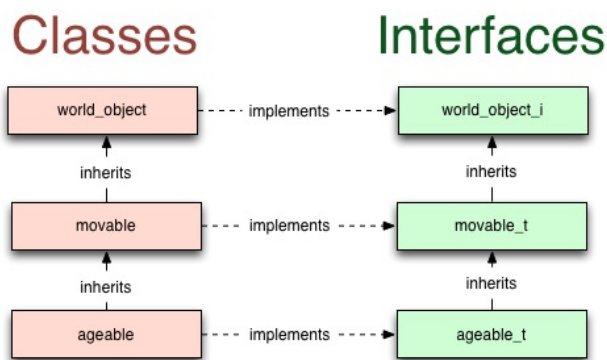 Classes Interfaces
world_object implements world_object_i
inherits inherits
movable implements movable_t
inherits inherits
ageable implements ageable_t